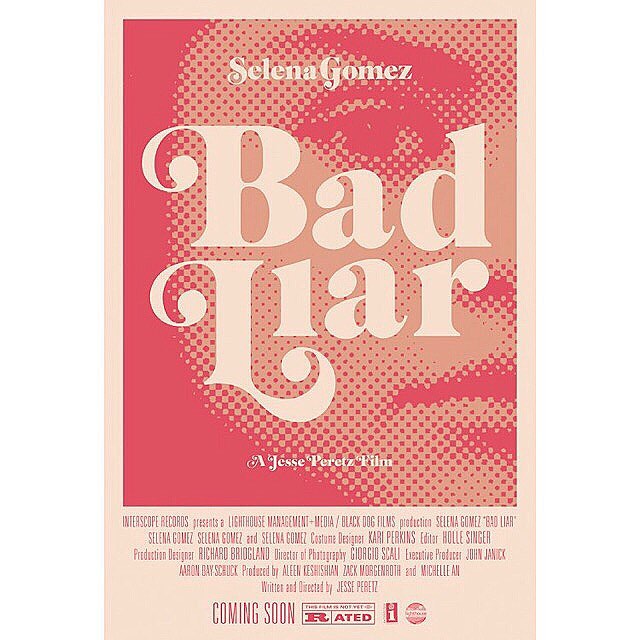 Selena Gomez
Bad
Liar
A Jesse Peretz Film
INTERSCOPE RECORDS presents a LIGHTHOUSE MANAGEMENT+MEDIA / BLACK DOG FILMS production SELENA GOMEZ "BAD LIAR"
SELENA GOMEZ SELENA GOMEZ and SELENA GOMEZ Costume Designer KARI PERKINS Editor HOLLE SINGER
Production Designer RICHARD BRIDGLAND Director of Photography GIORGIO SCALI Executive Producer JOHN JANICK
AARON BAY-SCHUCK Produced by ALEEN KESHISHIAN ZACK MORGENROTH and MICHELLE AN
Written and Directed by JESSE PERETZ
COMING SOON THIS FILM IS NOT YET RATED i lighthouse